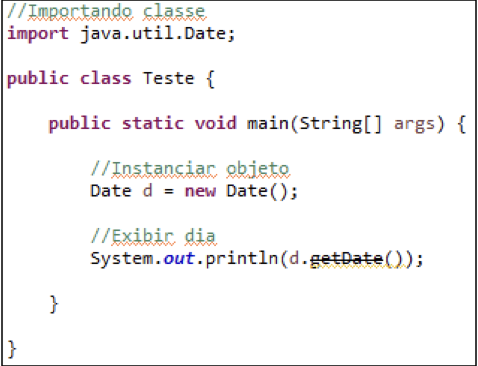 //Importando classe
import java.util.Date;
public class Teste {
public static void main(String[] args) {
//Instanciar objeto
Date d = new Date();
//Exibir dia
System.out.println(d.getDate());
}
}